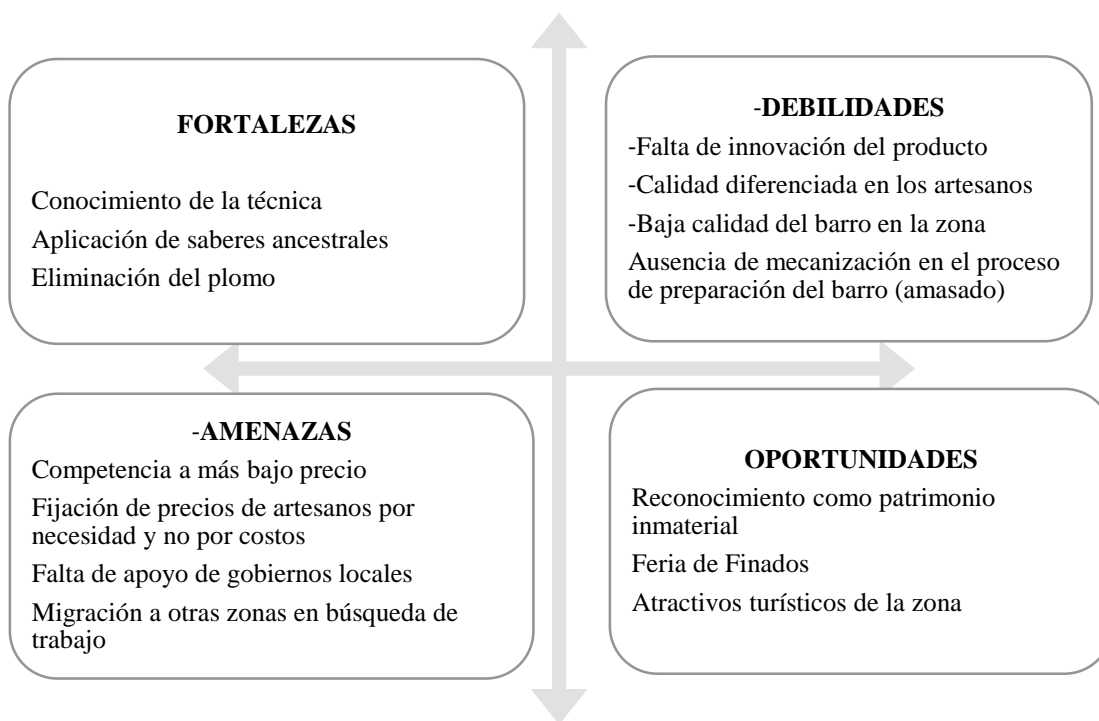 FORTALEZAS
Conocimiento de la técnica
Aplicación de saberes ancestrales
Eliminación del plomo
-DEBILIDADES
-Falta de innovación del producto
-Calidad diferenciada en los artesanos
-Baja calidad del barro en la zona
Ausencia de mecanización en el proceso
de preparación del barro (amasado)
-AMENAZAS
Competencia a más bajo precio
Fijación de precios de artesanos por
necesidad y no por costos
Falta de apoyo de gobiernos locales
Migración a otras zonas en búsqueda de
trabajo
OPORTUNIDADES
Reconocimiento como patrimonio
inmaterial
Feria de Finados
Atractivos turísticos de la zona